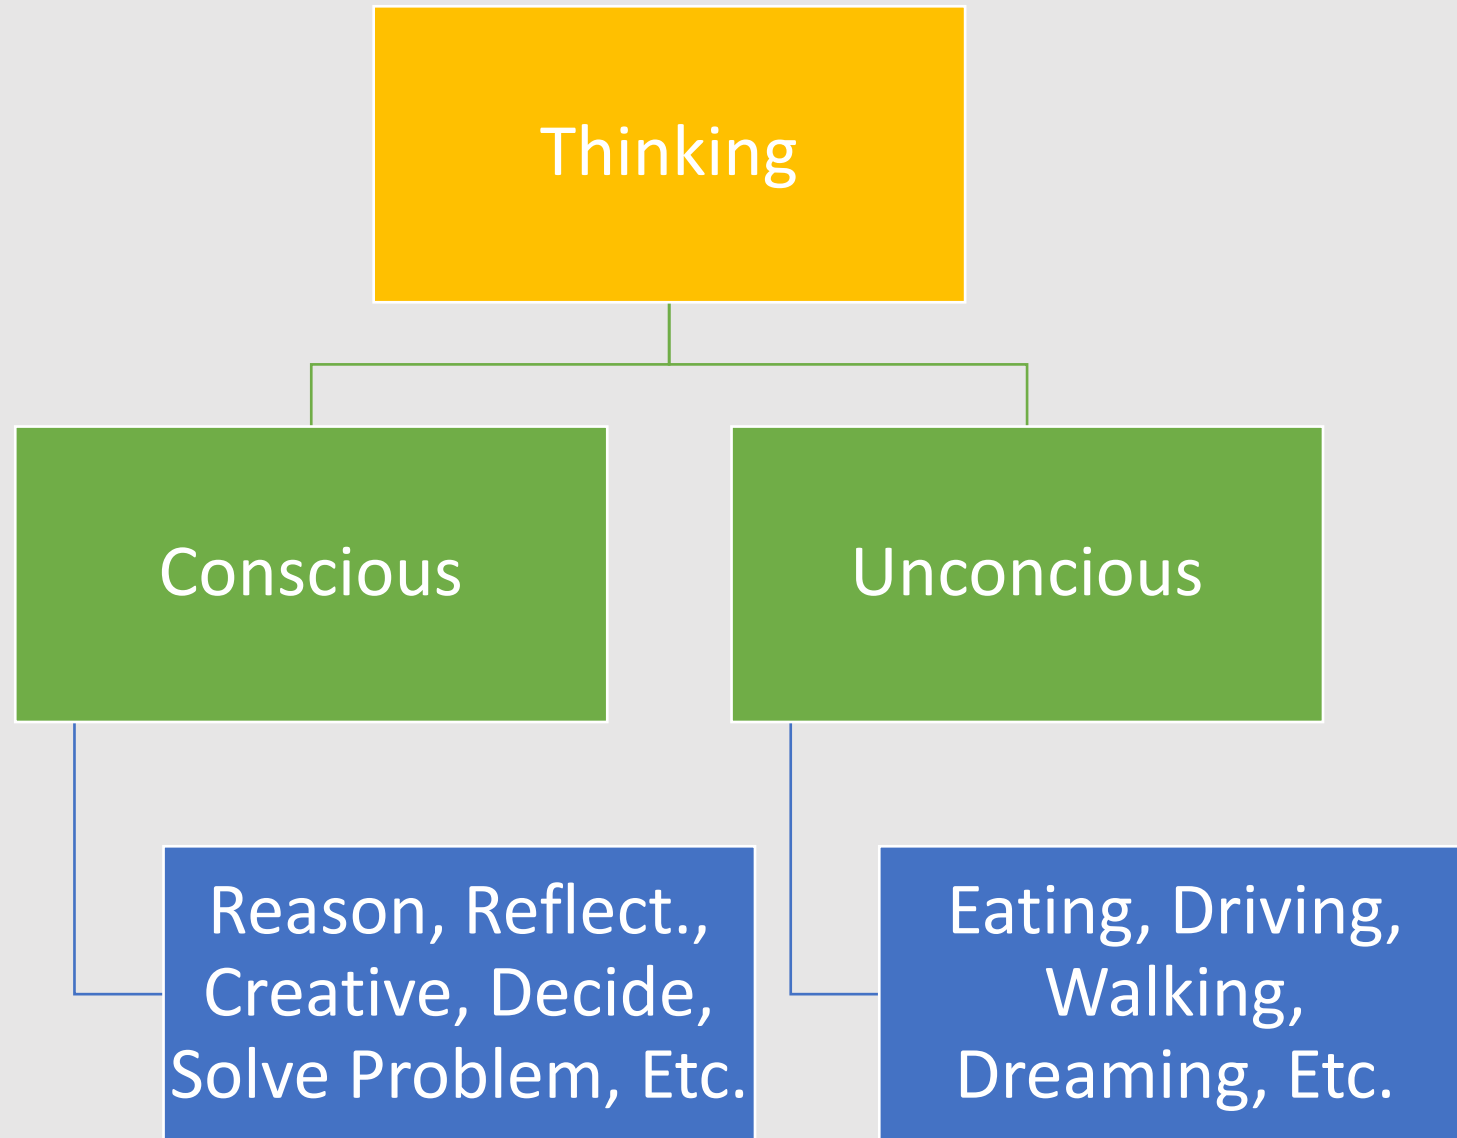 Thinking
Conscious
Unconcious
Reason, Reflect.,
Creative, Decide,
Solve Problem, Etc.
Eating, Driving,
Walking,
Dreaming, Etc.